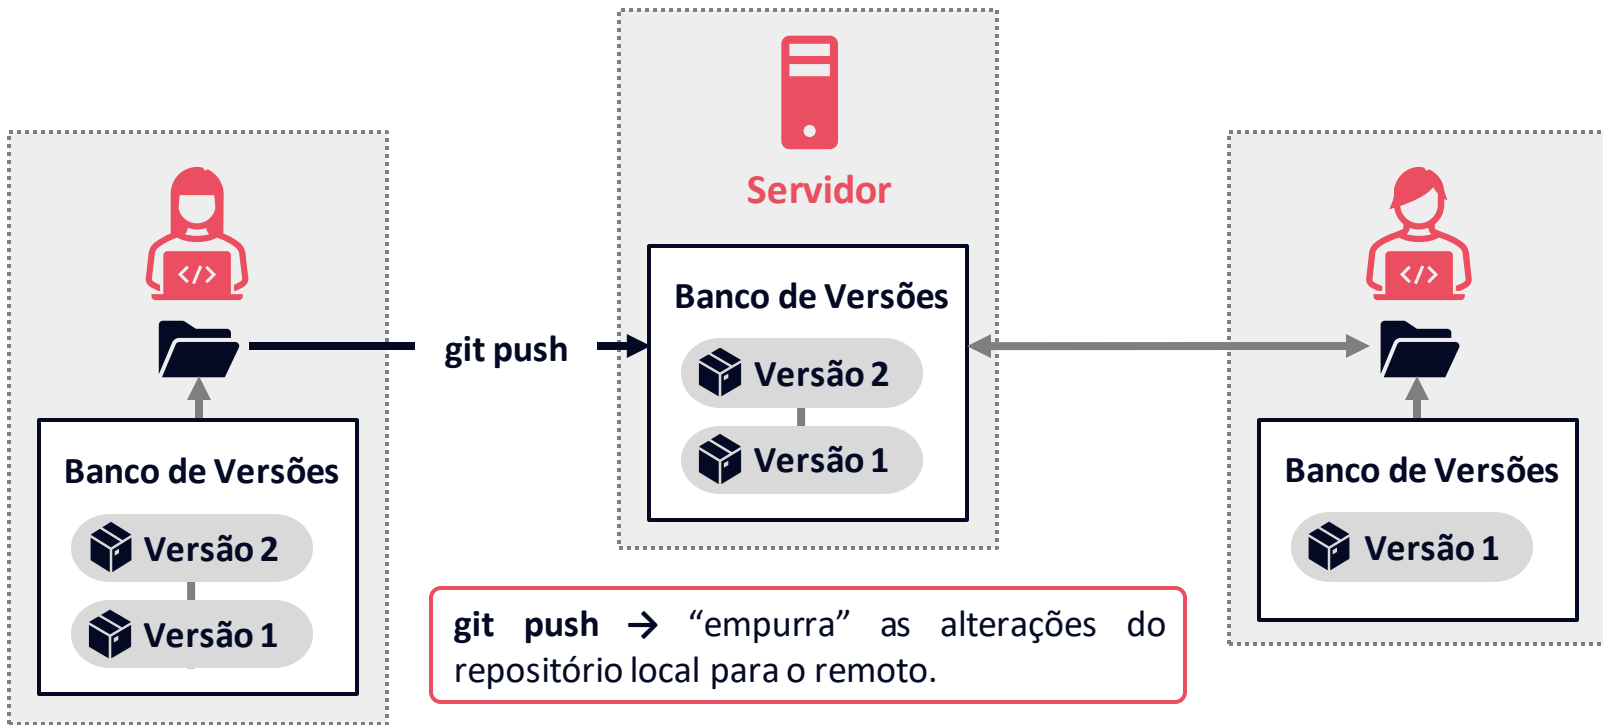 Servidor
</>
</>
Banco de Versões
git push
Versão 2
Versão 1
Banco de Versões
Versão 2
Versão 1
Banco de Versões
Versão 1
git push → “empurra” as alterações do
repositório local para o remoto.